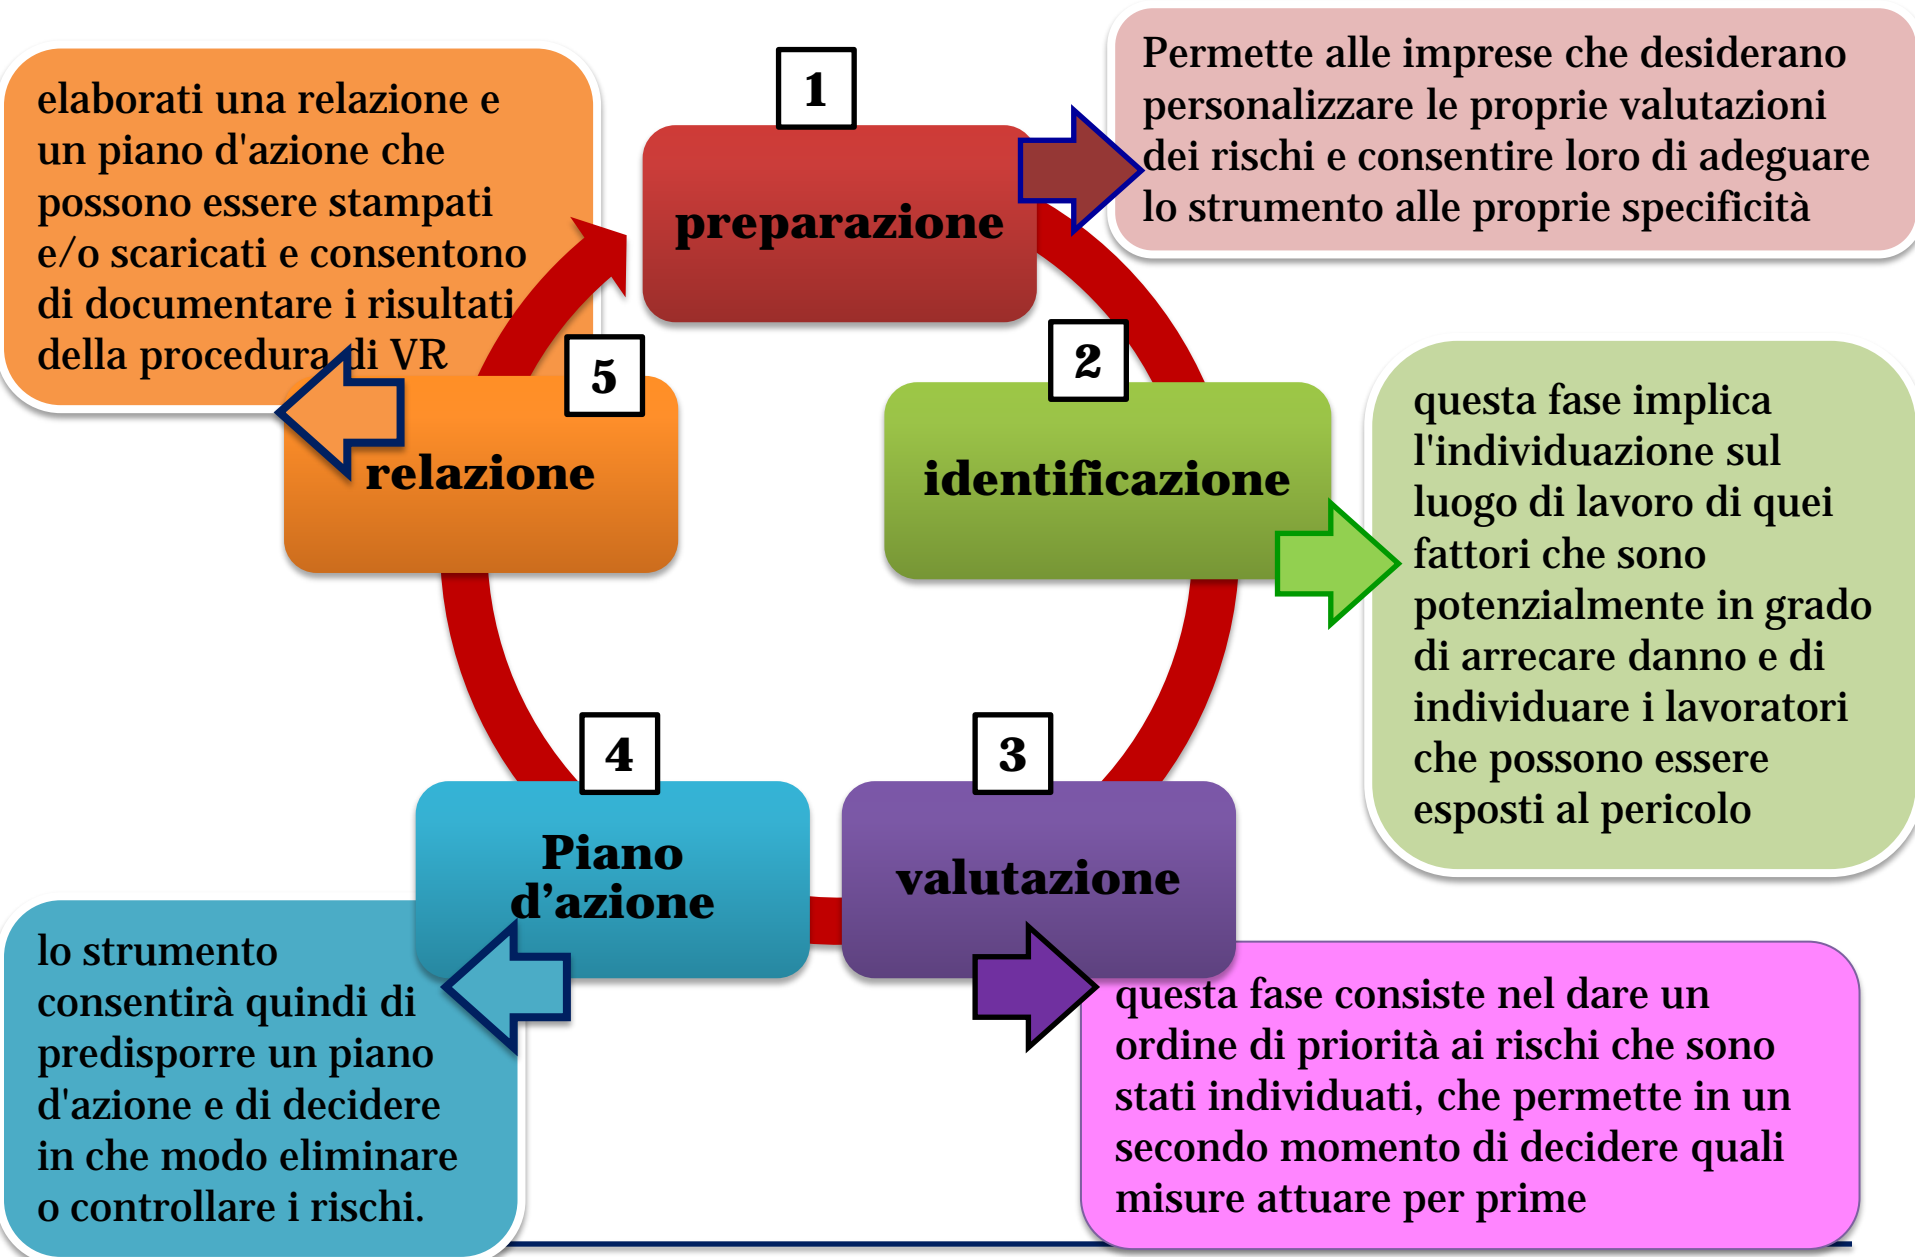 1
preparazione
Permette alle imprese che desiderano
personalizzare le proprie valutazioni
dei rischi e consentire loro di adeguare
lo strumento alle proprie specificità
2
identificazione
questa fase implica
l'individuazione sul
luogo di lavoro di quei
fattori che sono
potenzialmente in grado
di arrecare danno e di
individuare i lavoratori
che possono essere
esposti al pericolo
3
valutazione
questa fase consiste nel dare un
ordine di priorità ai rischi che sono
stati individuati, che permette in un
secondo momento di decidere quali
misure attuare per prime
4
Piano
d’azione
lo strumento
consentirà quindi di
predisporre un piano
d'azione e di decidere
in che modo eliminare
o controllare i rischi.
5
relazione
elaborati una relazione e
un piano d'azione che
possono essere stampati
e/o scaricati e consentono
di documentare i risultati
della procedura di VR